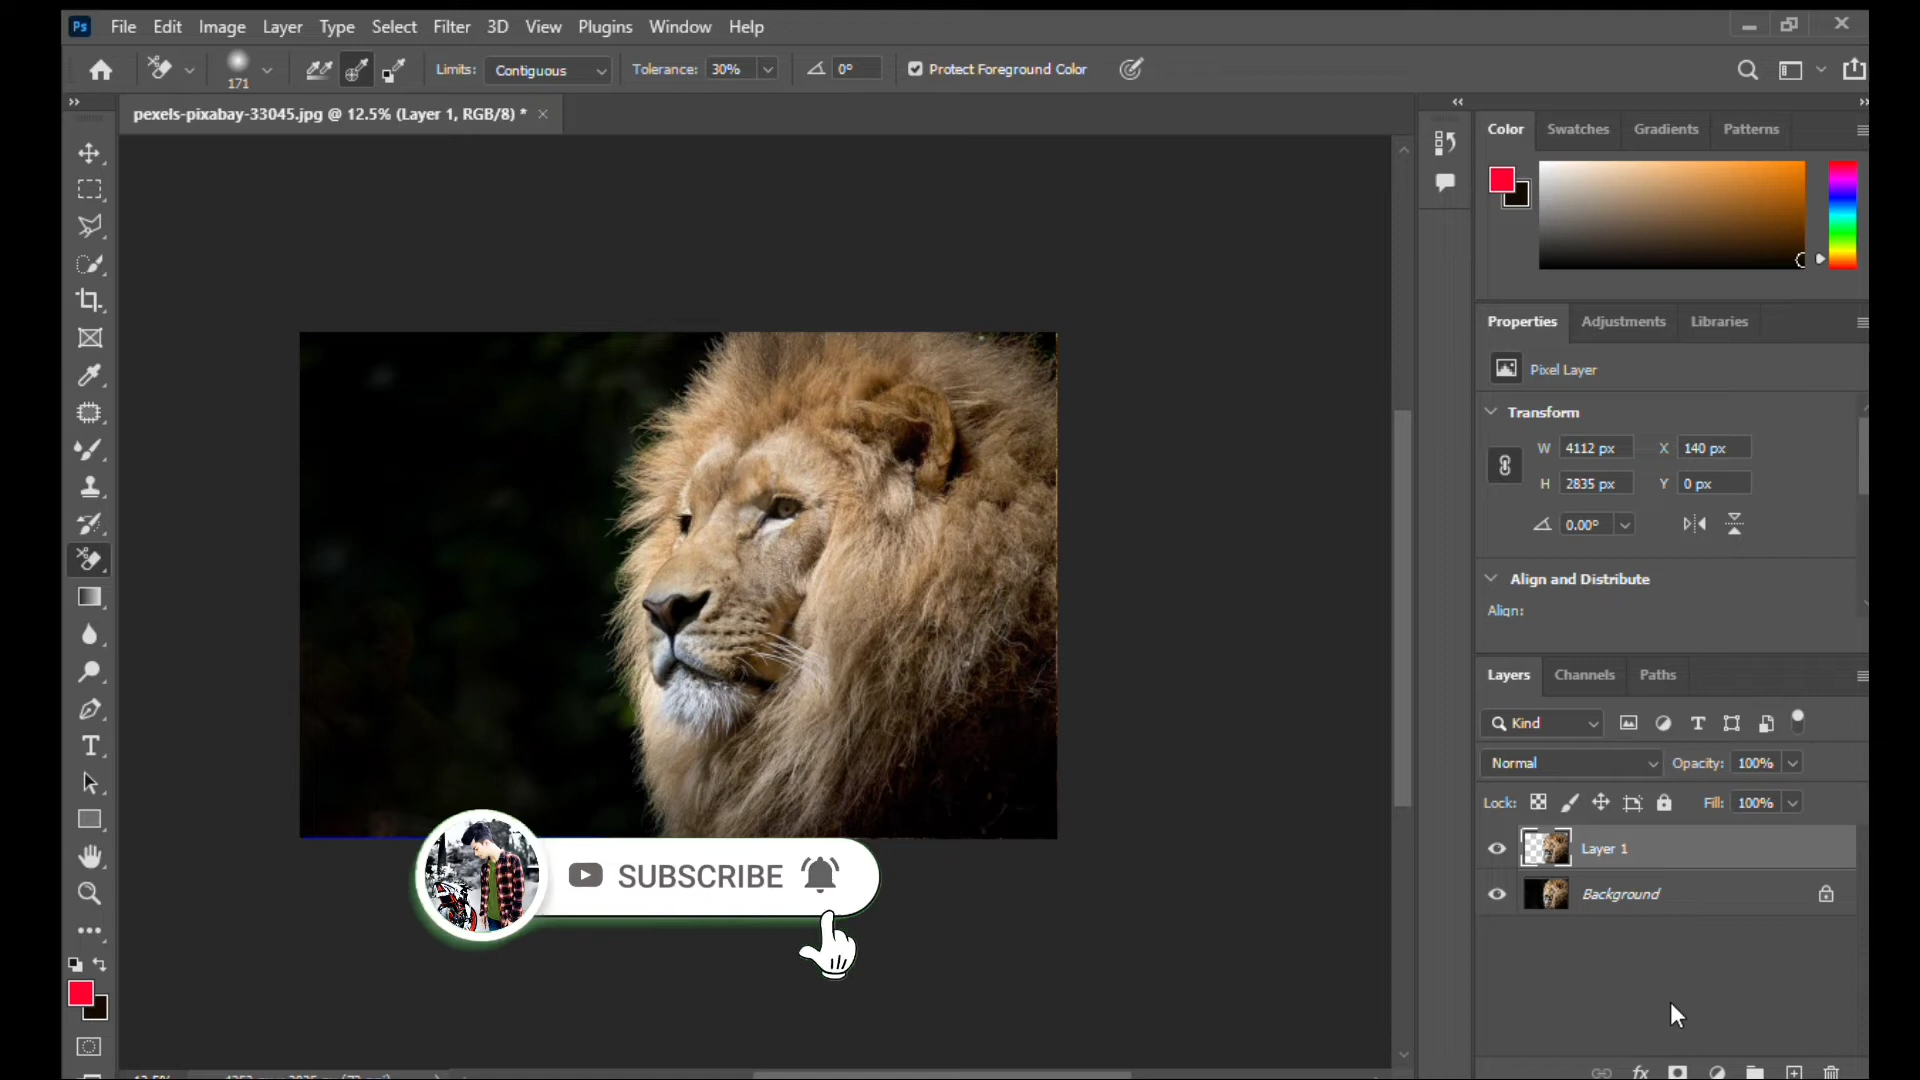 Ps File Edit Image Layer Type Select Filter 3D View Plugins Window Help
171 Limits: Contiguous Tolerance: 30% 0° Protect Foreground Color
pexels-pixabay-33045.jpg @ 12.5% (Layer 1, RGB/8) *
Color Swatches Gradients Patterns
Properties Adjustments Libraries
Pixel Layer
Transform
W 4112 px X 140 px
H 2835 px Y 0 px
0.00°
Align and Distribute
Align:
Layers Channels Paths
Kind
Normal Opacity: 100%
Lock: Fill: 100%
Layer 1
Background
SUBSCRIBE